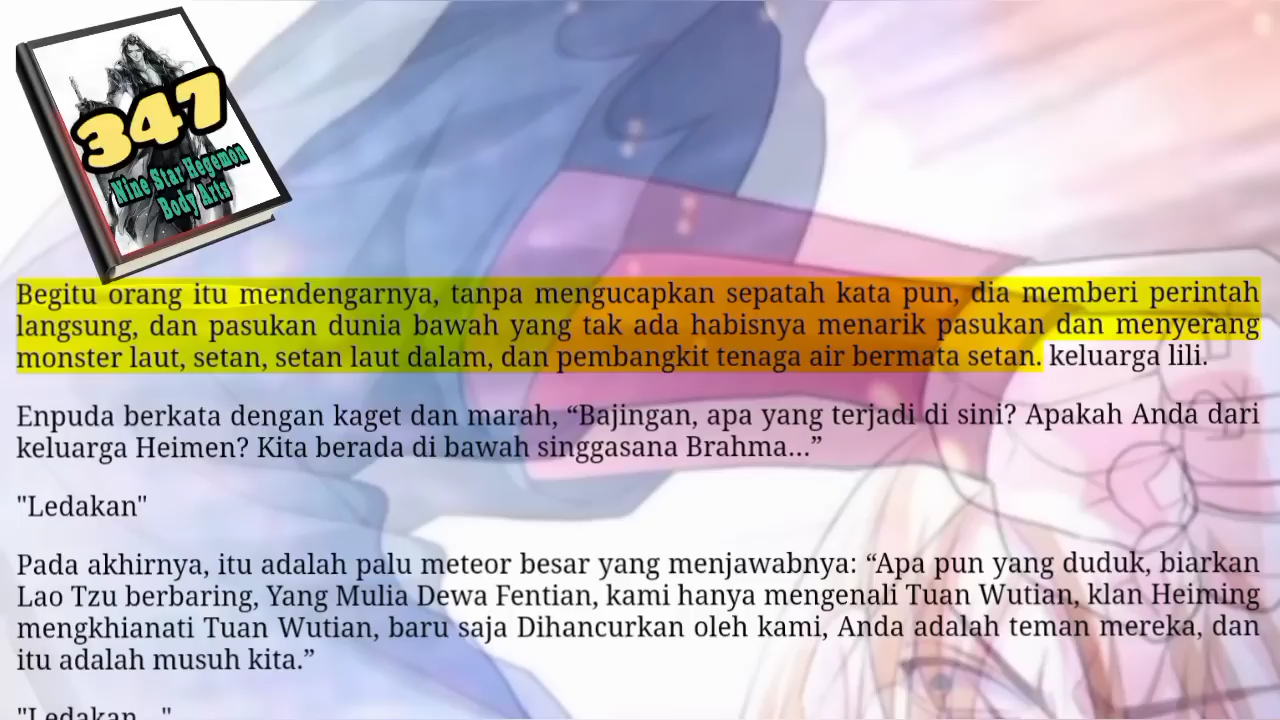 347
Nine Star Hegemon
Body Arts
Begitu orang itu mendengarnya, tanpa mengucapkan sepatah kata pun, dia memberi perintah
langsung, dan pasukan dunia bawah yang tak ada habisnya menarik pasukan dan menyerang
monster laut, setan, setan laut dalam, dan pembangkit tenaga air bermata setan. keluarga lili.
Enpuda berkata dengan kaget dan marah, “Bajingan, apa yang terjadi di sini? Apakah Anda dari
keluarga Heimen? Kita berada di bawah singgasana Brahma...”
"Ledakan"
Pada akhirnya, itu adalah palu meteor besar yang menjawabnya: “Apa pun yang duduk, biarkan
Lao Tzu berbaring, Yang Mulia Dewa Fentian, kami hanya mengenali Tuan Wutian, klan Heiming
mengkhianati Tuan Wutian, baru saja Dihancurkan oleh kami, Anda adalah teman mereka, dan
itu adalah musuh kita.”
"Ledakan..."